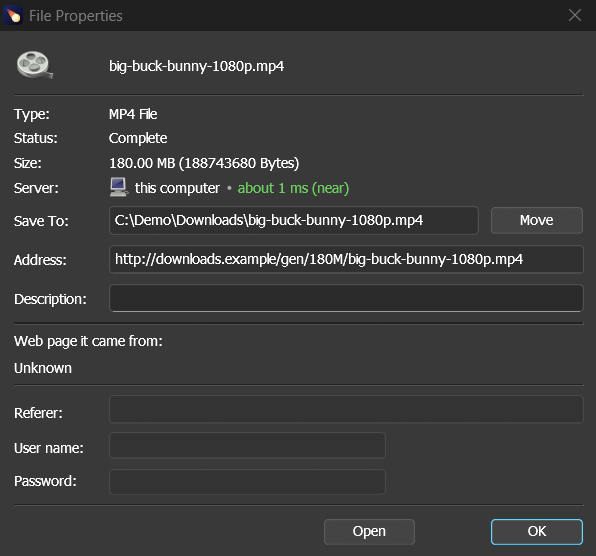 File Properties
big-buck-bunny-1080p.mp4
Type: MP4 File
Status: Complete
Size: 180.00 MB (188743680 Bytes)
Server: this computer • about 1 ms (near)
Save To: C:\Demo\Downloads\big-buck-bunny-1080p.mp4 Move
Address: http://downloads.example/gen/180M/big-buck-bunny-1080p.mp4
Description:
Web page it came from:
Unknown
Referer:
User name:
Password:
Open OK